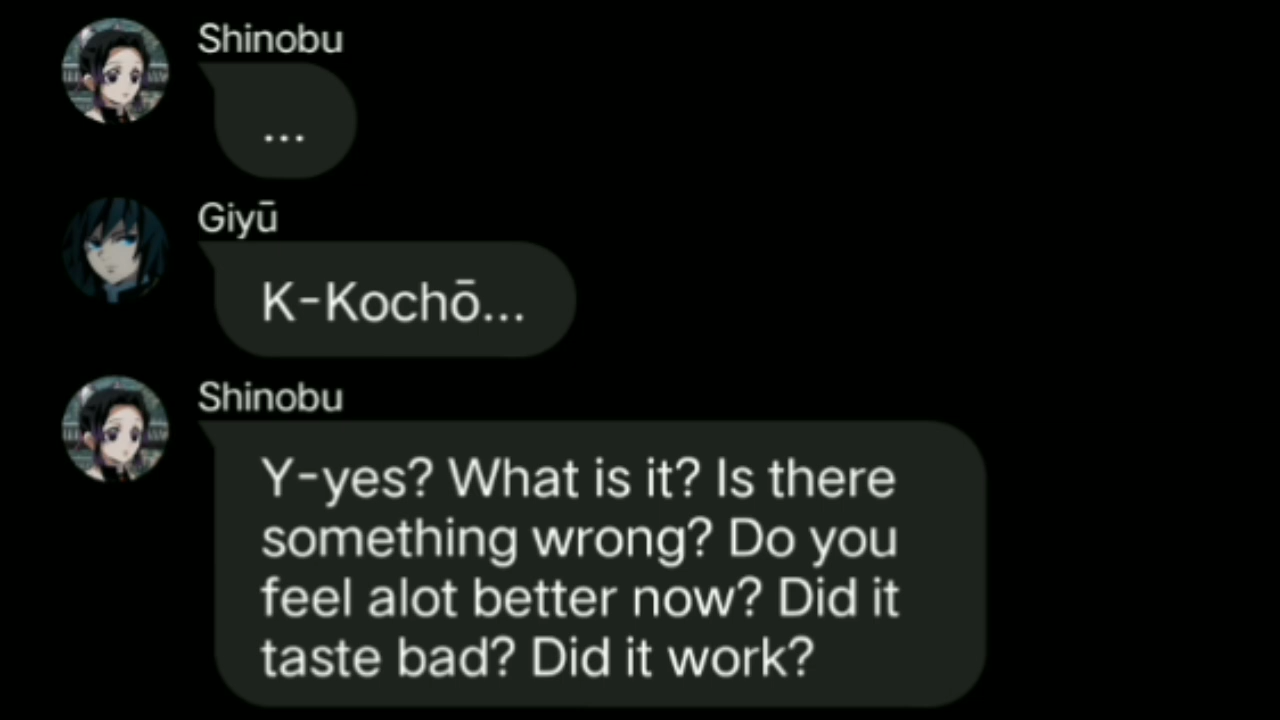 Shinobu
...
Giyū
K-Kochō...
Shinobu
Y-yes? What is it? Is there
something wrong? Do you
feel alot better now? Did it
taste bad? Did it work?